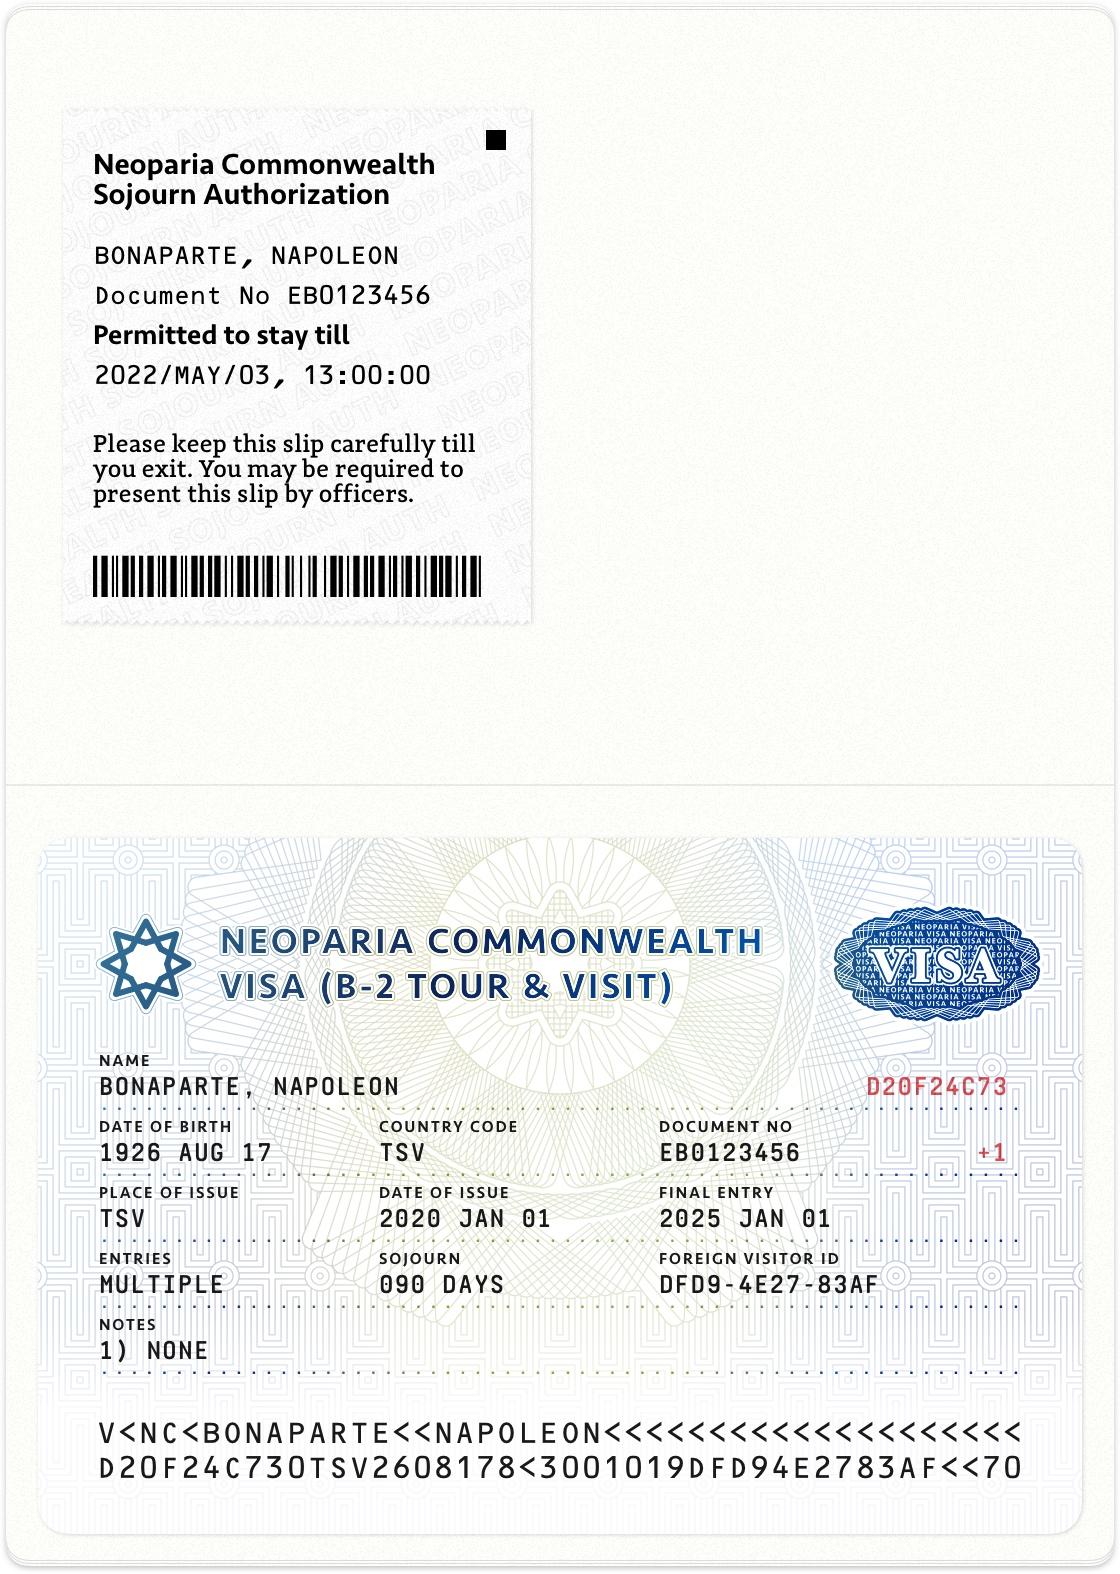 Neoparia Commonwealth
Sojourn Authorization
BONAPARTE, NAPOLEON
Document No EB0123456
Permitted to stay till
2022/MAY/03, 13:00:00
Please keep this slip carefully till
you exit. You may be required to
present this slip by officers.
NEOPARIA COMMONWEALTH
VISA (B-2 TOUR & VISIT)
VISA
NAME
BONAPARTE, NAPOLEON D20F24C73
DATE OF BIRTH COUNTRY CODE DOCUMENT NO
1926 AUG 17 TSV EB0123456 +1
PLACE OF ISSUE DATE OF ISSUE FINAL ENTRY
TSV 2020 JAN 01 2025 JAN 01
ENTRIES SOJOURN FOREIGN VISITOR ID
MULTIPLE 090 DAYS DFD9-4E27-83AF
NOTES
1) NONE
V<NC<BONAPARTE<<NAPOLEON<<<<<<<<<<<<<<<<<<<<
D20F24C730TSV2608178<3001019DFD94E2783AF<<70